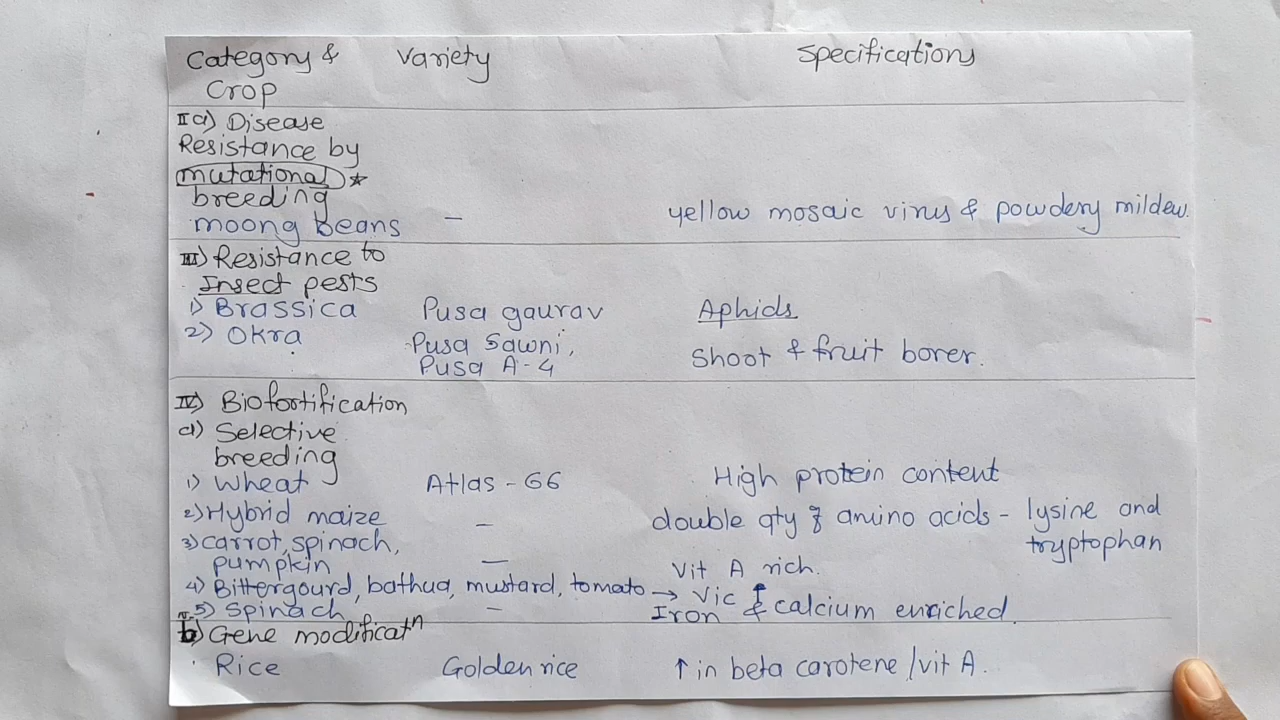 Category & Variety Specifications
Crop
II a) Disease
Resistance by
mutational ★
breeding
moong beans - yellow mosaic virus & powdery mildew.
III) Resistance to
Insect pests
1) Brassica Pusa gaurav Aphids
2) Okra Pusa Sawni, Shoot & fruit borer.
Pusa A-4
IV) Biofortification
a) Selective
breeding
1) Wheat Atlas - 66 High protein content
2) Hybrid maize - double qty of amino acids - lysine and
tryptophan
3) carrot, spinach,
pumpkin - Vit A rich.
4) Bittergourd, bathua, mustard, tomato → Vic ↑
5) Spinach - Iron & calcium enriched.
b) Gene modificatn
Rice Golden rice ↑ in beta carotene / vit A.